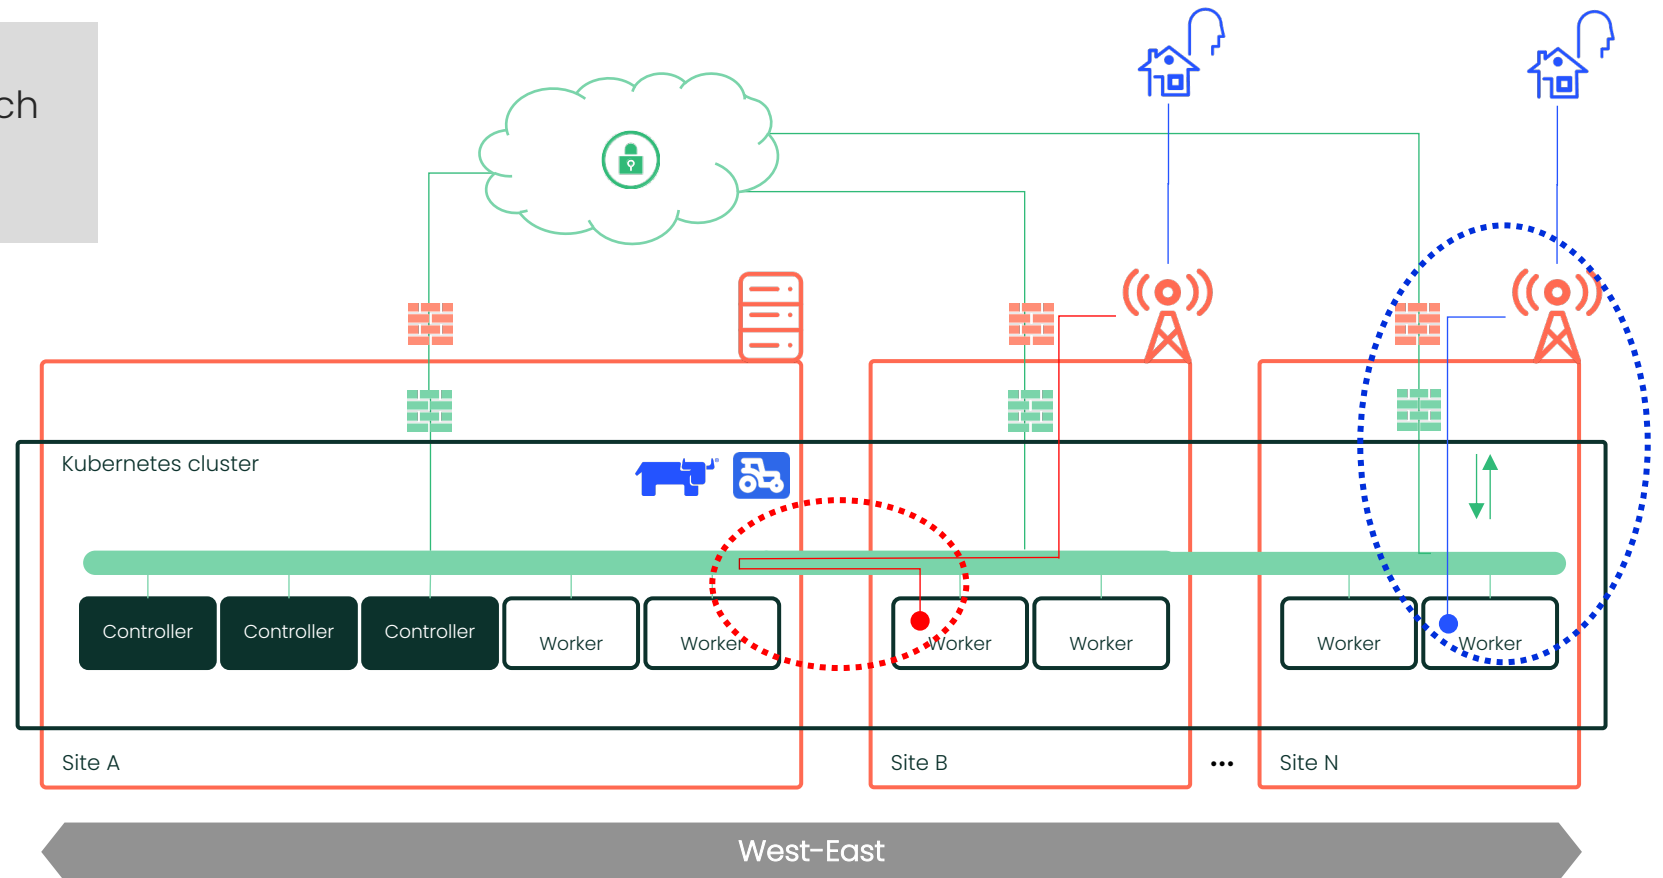 ch
Kubernetes cluster
Controller
Controller
Controller
Worker
Worker
Worker
Worker
Worker
Worker
Site A
Site B
...
Site N
West-East